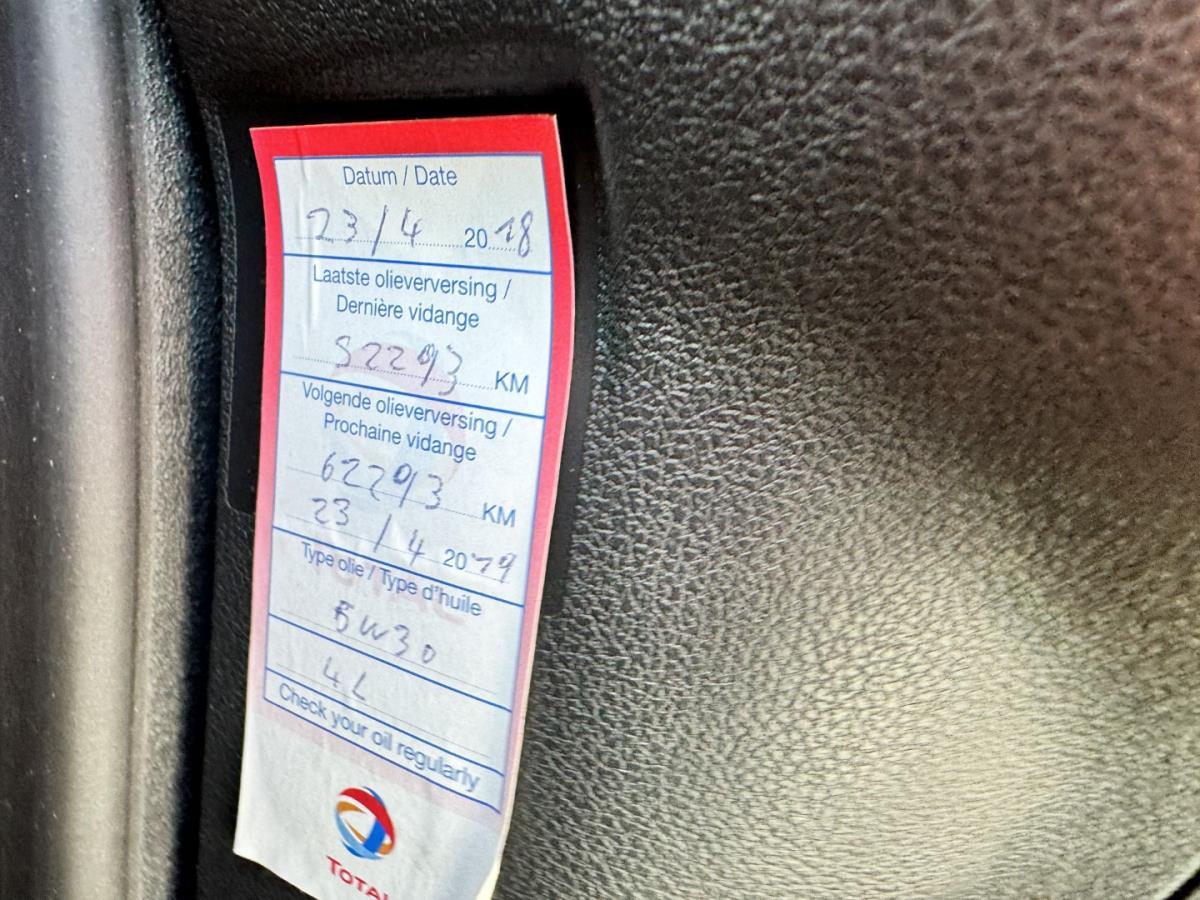 Datum / Date
23 / 4 2018
Laatste olieverversing /
Dernière vidange
52293 KM
Volgende olieverversing /
Prochaine vidange
62293 KM
23 / 4 2019
Type olie / Type d'huile
5w30
4L
Check your oil regularly
TOTAL